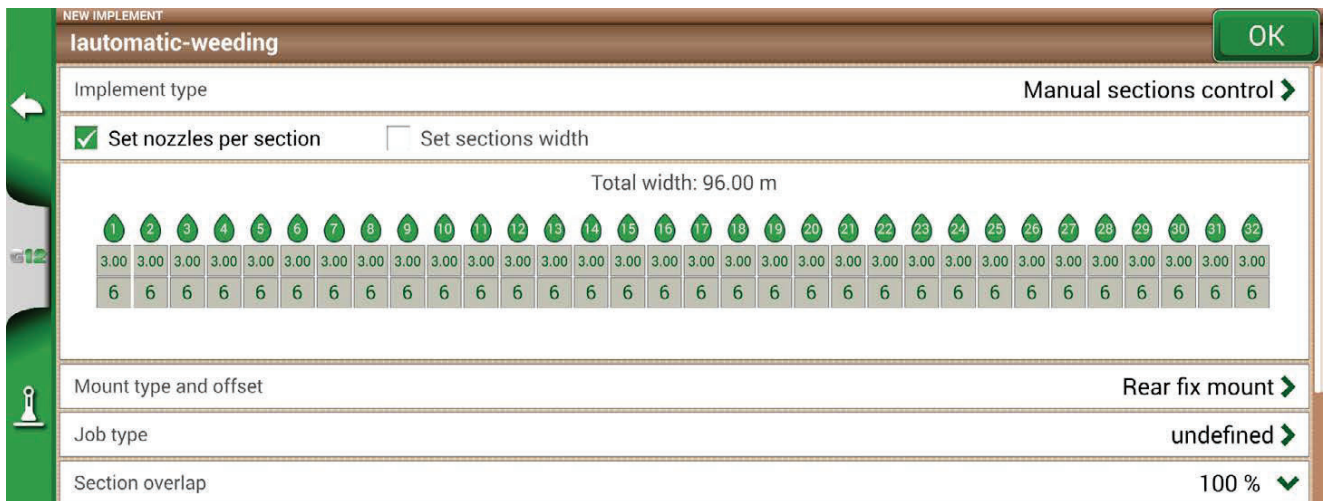 NEW IMPLEMENT
Iautomatic-weeding
OK
Implement type Manual sections control
Set nozzles per section Set sections width
Total width: 96.00 m
1 2 3 4 5 6 7 8 9 10 11 12 13 14 15 16 17 18 19 20 21 22 23 24 25 26 27 28 29 30 31 32
3.00 3.00 3.00 3.00 3.00 3.00 3.00 3.00 3.00 3.00 3.00 3.00 3.00 3.00 3.00 3.00 3.00 3.00 3.00 3.00 3.00 3.00 3.00 3.00 3.00 3.00 3.00 3.00 3.00 3.00 3.00 3.00
6 6 6 6 6 6 6 6 6 6 6 6 6 6 6 6 6 6 6 6 6 6 6 6 6 6 6 6 6 6 6 6
G12
Mount type and offset Rear fix mount
Job type undefined
Section overlap 100 %